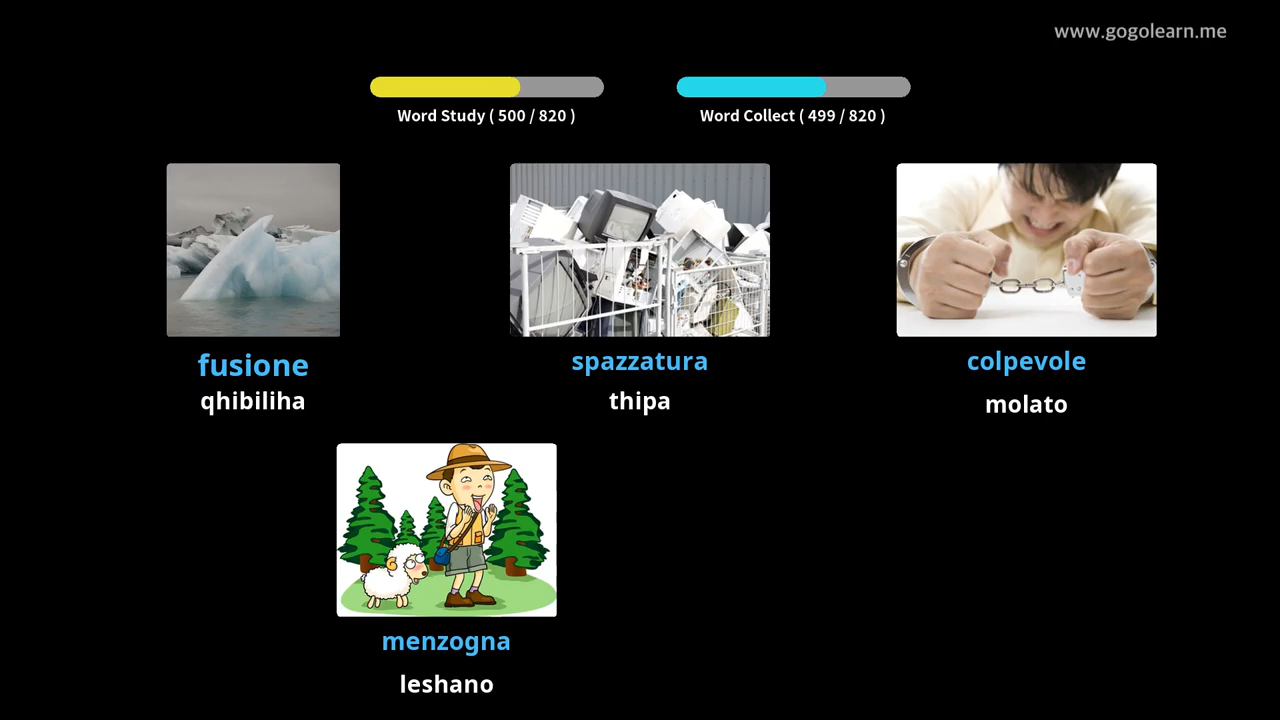 www.gogolearn.me
Word Study ( 500 / 820 )
Word Collect ( 499 / 820 )
fusione
qhibiliha
spazzatura
thipa
colpevole
molato
menzogna
leshano